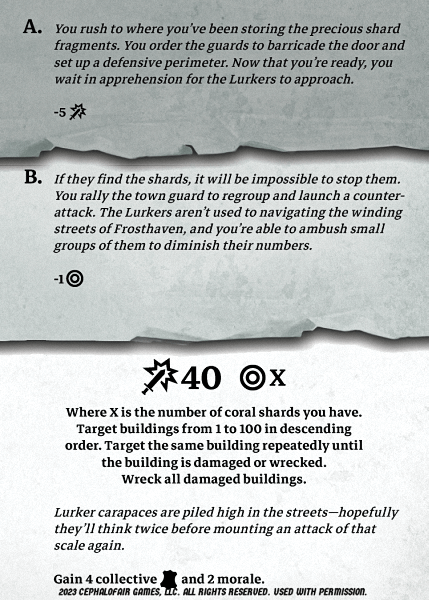 A. You rush to where you've been storing the precious shard
fragments. You order the guards to barricade the door and
set up a defensive perimeter. Now that you're ready, you
wait in apprehension for the Lurkers to approach.
-5
B. If they find the shards, it will be impossible to stop them.
You rally the town guard to regroup and launch a counter-
attack. The Lurkers aren't used to navigating the winding
streets of Frosthaven, and you're able to ambush small
groups of them to diminish their numbers.
-1
40 X
Where X is the number of coral shards you have.
Target buildings from 1 to 100 in descending
order. Target the same building repeatedly until
the building is damaged or wrecked.
Wreck all damaged buildings.
Lurker carapaces are piled high in the streets—hopefully
they'll think twice before mounting an attack of that
scale again.
Gain 4 collective and 2 morale.
2023 CEPHALOFAIR GAMES, LLC. ALL RIGHTS RESERVED. USED WITH PERMISSION.